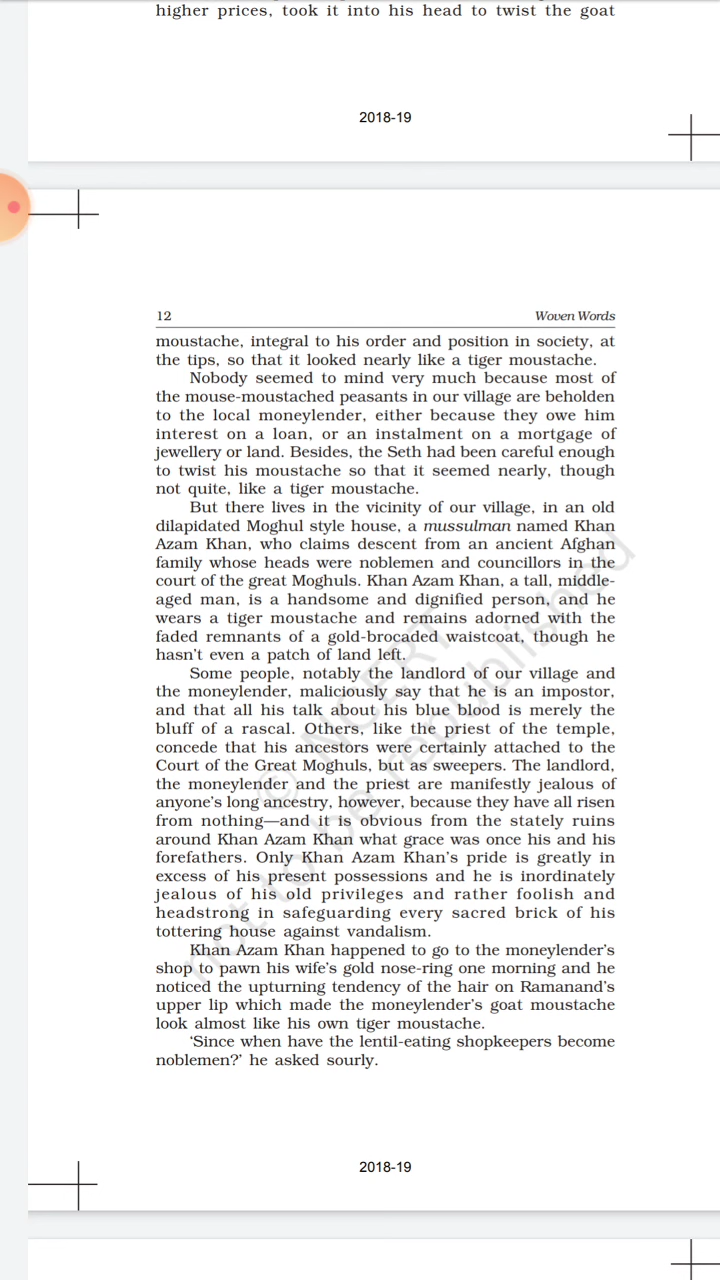 higher prices, took it into his head to twist the goat
2018-19
12 Woven Words
moustache, integral to his order and position in society, at
the tips, so that it looked nearly like a tiger moustache.
Nobody seemed to mind very much because most of
the mouse-moustached peasants in our village are beholden
to the local moneylender, either because they owe him
interest on a loan, or an instalment on a mortgage of
jewellery or land. Besides, the Seth had been careful enough
to twist his moustache so that it seemed nearly, though
not quite, like a tiger moustache.
But there lives in the vicinity of our village, in an old
dilapidated Moghul style house, a mussulman named Khan
Azam Khan, who claims descent from an ancient Afghan
family whose heads were noblemen and councillors in the
court of the great Moghuls. Khan Azam Khan, a tall, middle-
aged man, is a handsome and dignified person, and he
wears a tiger moustache and remains adorned with the
faded remnants of a gold-brocaded waistcoat, though he
hasn't even a patch of land left.
Some people, notably the landlord of our village and
the moneylender, maliciously say that he is an impostor,
and that all his talk about his blue blood is merely the
bluff of a rascal. Others, like the priest of the temple,
concede that his ancestors were certainly attached to the
Court of the Great Moghuls, but as sweepers. The landlord,
the moneylender and the priest are manifestly jealous of
anyone's long ancestry, however, because they have all risen
from nothing—and it is obvious from the stately ruins
around Khan Azam Khan what grace was once his and his
forefathers. Only Khan Azam Khan's pride is greatly in
excess of his present possessions and he is inordinately
jealous of his old privileges and rather foolish and
headstrong in safeguarding every sacred brick of his
tottering house against vandalism.
Khan Azam Khan happened to go to the moneylender's
shop to pawn his wife's gold nose-ring one morning and he
noticed the upturning tendency of the hair on Ramanand's
upper lip which made the moneylender's goat moustache
look almost like his own tiger moustache.
'Since when have the lentil-eating shopkeepers become
noblemen?' he asked sourly.
© NCERT
not to be republished
2018-19